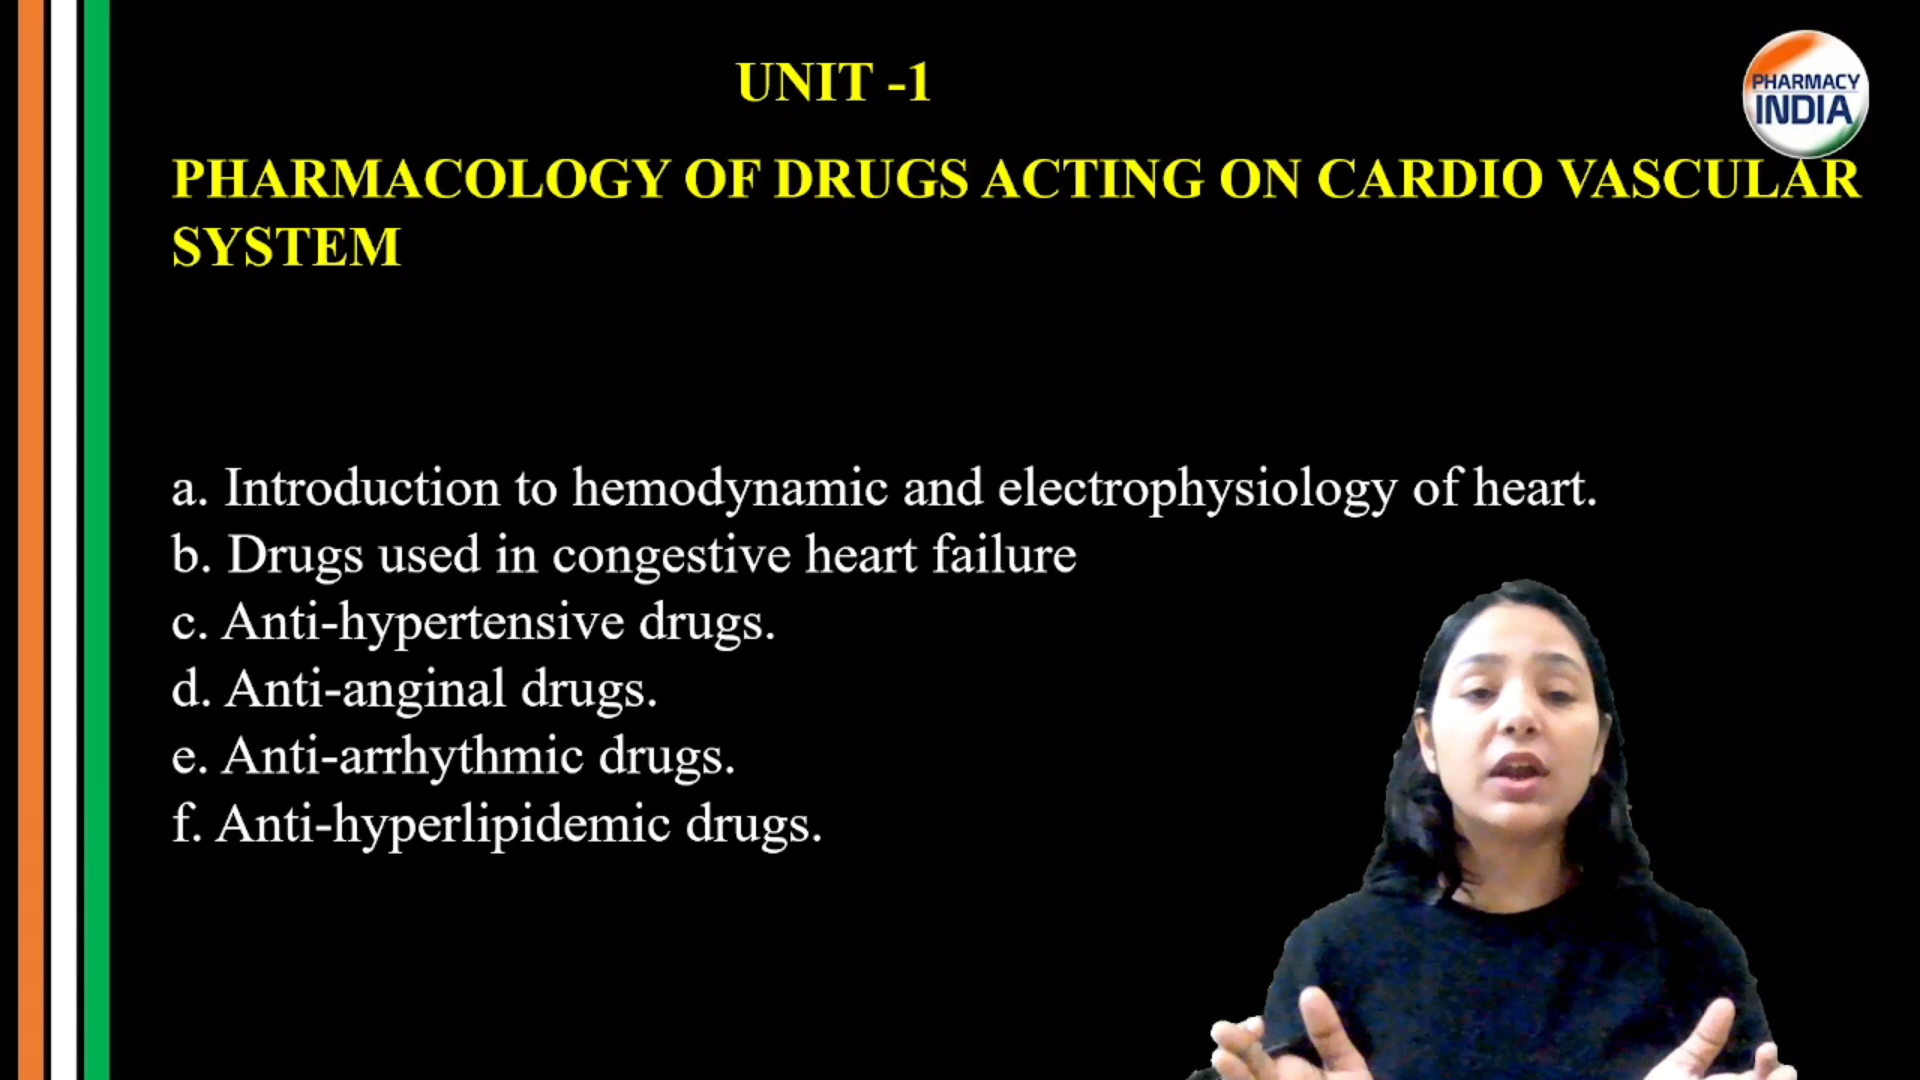 UNIT -1
PHARMACY
INDIA
PHARMACOLOGY OF DRUGS ACTING ON CARDIO VASCULAR
SYSTEM
a. Introduction to hemodynamic and electrophysiology of heart.
b. Drugs used in congestive heart failure
c. Anti-hypertensive drugs.
d. Anti-anginal drugs.
e. Anti-arrhythmic drugs.
f. Anti-hyperlipidemic drugs.